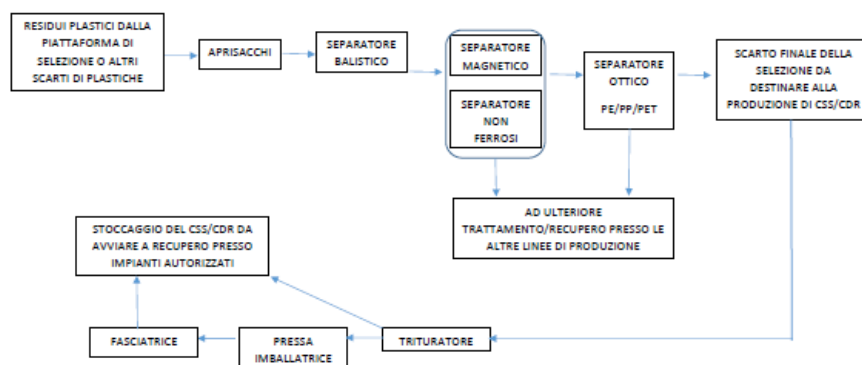 RESIDUI PLASTICI DALLA
PIATTAFORMA DI
SELEZIONE O ALTRI
SCARTI DI PLASTICHE
APRISACCHI
SEPARATORE
BALISTICO
SEPARATORE
MAGNETICO
SEPARATORE
NON
FERROSI
SEPARATORE
OTTICO
PE/PP/PET
SCARTO FINALE DELLA
SELEZIONE DA
DESTINARE ALLA
PRODUZIONE DI CSS/CDR
AD ULTERIORE
TRATTAMENTO/RECUPERO PRESSO LE
ALTRE LINEE DI PRODUZIONE
STOCCAGGIO DEL CSS/CDR DA
AVVIARE A RECUPERO PRESSO
IMPIANTI AUTORIZZATI
FASCIATRICE
PRESSA
IMBALLATRICE
TRITURATORE